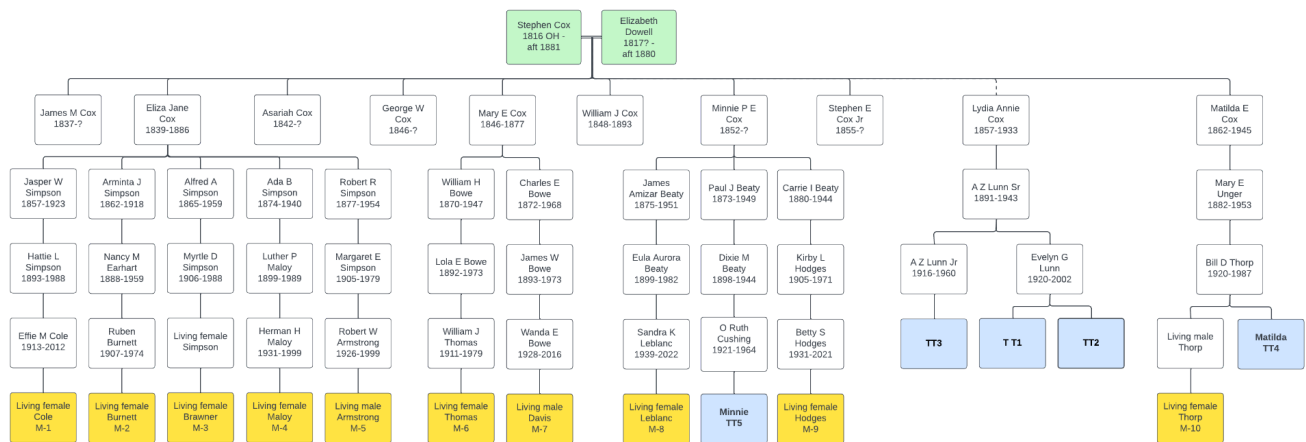 Stephen Cox
1816 OH -
aft 1881
Elizabeth
Dowell
1817? -
aft 1880
James M Cox
1837-?
Eliza Jane
Cox
1839-1886
Asariah Cox
1842-?
George W
Cox
1846-?
Mary E Cox
1846-1877
William J Cox
1848-1893
Minnie P E
Cox
1852-?
Stephen E
Cox Jr
1855-?
Lydia Annie
Cox
1857-1933
Matilda E
Cox
1862-1945
Jasper W
Simpson
1857-1923
Arminta J
Simpson
1862-1918
Alfred A
Simpson
1865-1959
Ada B
Simpson
1874-1940
Robert R
Simpson
1877-1954
William H
Bowe
1870-1947
Charles E
Bowe
1872-1968
James
Amizar Beaty
1875-1951
Paul J Beaty
1873-1949
Carrie I Beaty
1880-1944
A Z Lunn Sr
1891-1943
Mary E
Unger
1882-1953
Hattie L
Simpson
1893-1988
Nancy M
Earhart
1888-1959
Myrtle D
Simpson
1906-1988
Luther P
Maloy
1899-1989
Margaret E
Simpson
1905-1979
Lola E Bowe
1892-1973
James W
Bowe
1893-1973
Eula Aurora
Beaty
1899-1982
Dixie M
Beaty
1898-1944
Kirby L
Hodges
1905-1971
A Z Lunn Jr
1916-1960
Evelyn G
Lunn
1920-2002
Bill D Thorp
1920-1987
Effie M Cole
1913-2012
Ruben
Burnett
1907-1974
Living female
Simpson
Herman H
Maloy
1931-1999
Robert W
Armstrong
1926-1999
William J
Thomas
1911-1979
Wanda E
Bowe
1928-2016
Sandra K
Leblanc
1939-2022
O Ruth
Cushing
1921-1964
Betty S
Hodges
1931-2021
TT3
T T1
TT2
Living male
Thorp
Matilda
TT4
Living female
Cole
M-1
Living female
Burnett
M-2
Living female
Brawner
M-3
Living female
Maloy
M-4
Living male
Armstrong
M-5
Living female
Thomas
M-6
Living male
Davis
M-7
Living female
Leblanc
M-8
Minnie
TT5
Living female
Hodges
M-9
Living female
Thorp
M-10